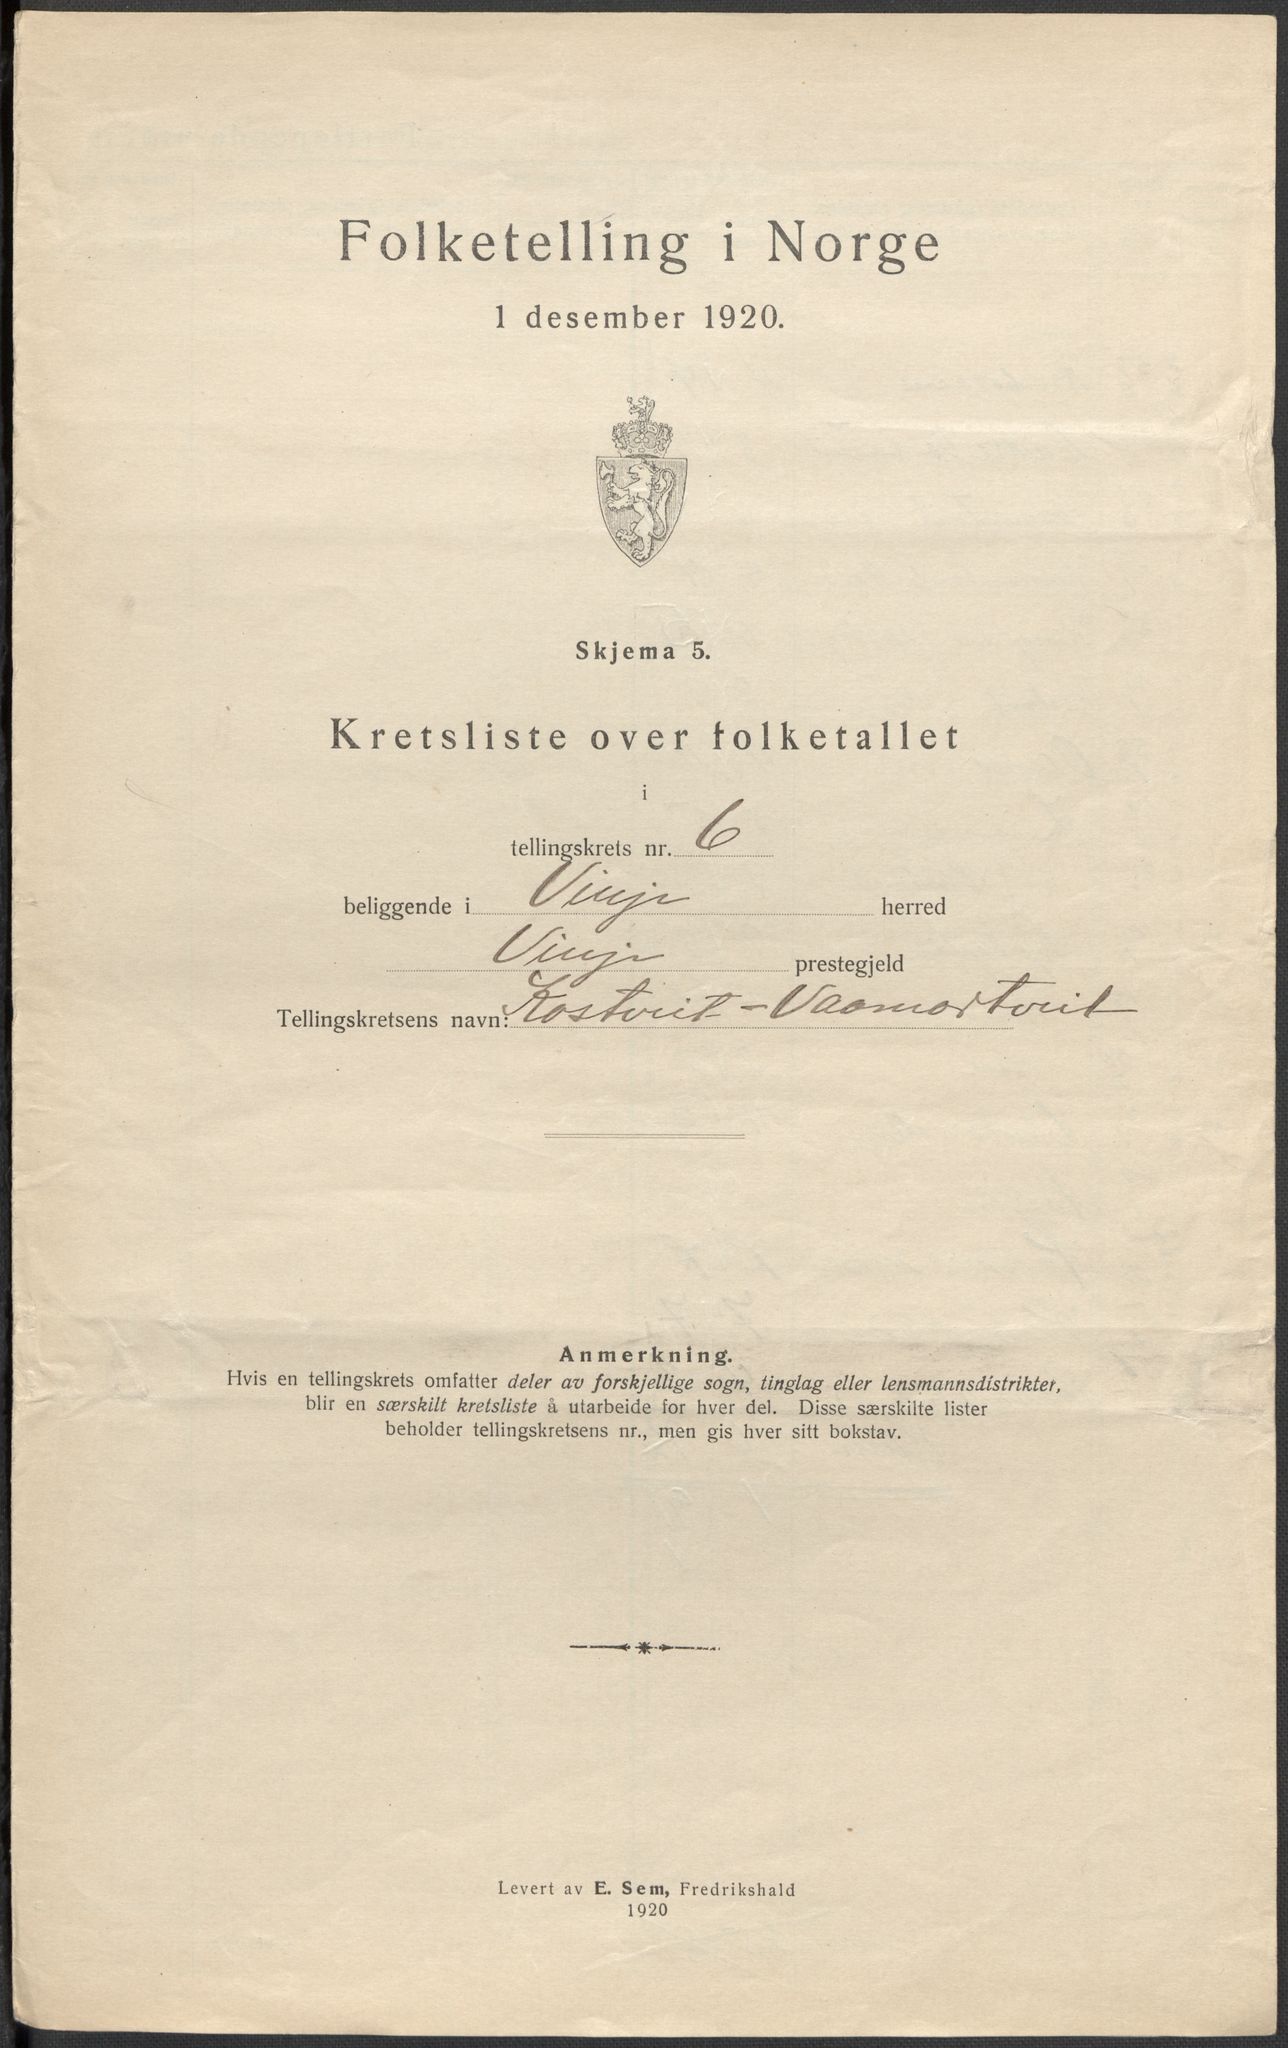 Folketelling i Norge
1 desember 1920.
Skjema 5.
Kretsliste over folketallet
i
tellingskrets nr. 6
beliggende i Vinje herred
Vinje prestegjeld
Tellingskretsens navn: Kostveit - Vaamartveit
Anmerkning.
Hvis en tellingskrets omfatter deler av forskjellige sogn, tinglag eller lensmannsdistrikter,
blir en særskilt kretsliste å utarbeide for hver del. Disse særskilte lister
beholder tellingskretsens nr., men gis hver sitt bokstav.
Levert av E. Sem, Fredrikshald
1920